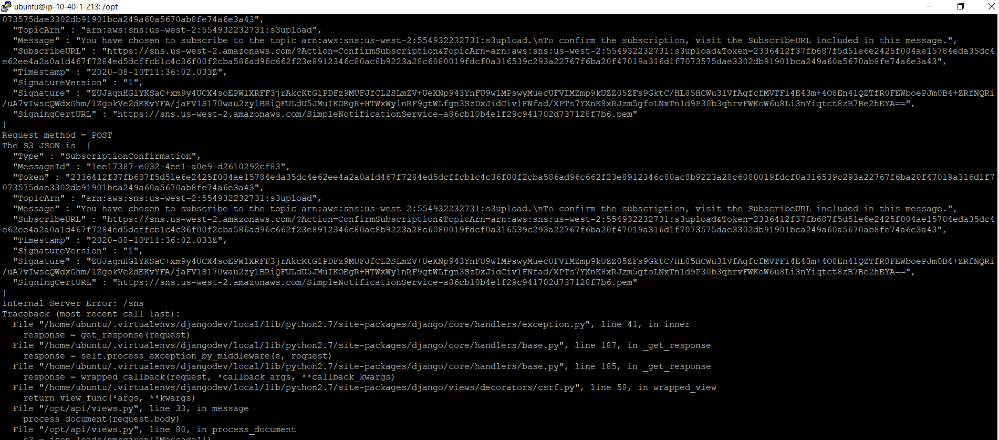 ubuntu@ip-10-40-1-213: /opt
073575dae3302db91901bca249a60a5670ab8fe74a6e3a43",
  "TopicArn" : "arn:aws:sns:us-west-2:554932232731:s3upload",
  "Message" : "You have chosen to subscribe to the topic arn:aws:sns:us-west-2:554932232731:s3upload.\nTo confirm the subscription, visit the SubscribeURL included in this message.",
  "SubscribeURL" : "https://sns.us-west-2.amazonaws.com/?Action=ConfirmSubscription&TopicArn=arn:aws:sns:us-west-2:554932232731:s3upload&Token=2336412f37fb687f5d51e6e2425f004ae15784eda35dc4
e62ee4a2a0a1d467f7284ed5dcffcb1c4c36f00f2cba586ad96c662f23e8912346c80ac8b9223a28c6080019fdcf0a316539c293a22767f6ba20f47019a316d1f7073575dae3302db91901bca249a60a5670ab8fe74a6e3a43",
  "Timestamp" : "2020-08-10T11:36:02.033Z",
  "SignatureVersion" : "1",
  "Signature" : "ZUJagnHGlYKSaC+xm9y4UCX4soEPWlXRFF3jrAkcKtG1PDFz9MUFJfCL2SLmZV+UeXNp943YnFU9w1MPswyMuecUFVIMZmp9kUZZ05ZFs9GktC/HL85HCWu3lVfAgfcfMVTFi4E43m+4O8En41QZTfR0FEWboePJm0B4+ZRfNQRi
/uA7vIwscQWdxGhm/1ZgokVe2dEKvYFA/jaFV1S170wau2zy1BRiQFULdU5JMuIKOEgR+HTWxWy1nRF9gtWLfgn3SzDxJidCiv1FNfad/XPTs7YXnK8xRJzm5gfoLNxTn1d9P30b3qhrvFWKoW6u8Li3nYiqtct8zB7Be2hEYA==",
  "SigningCertURL" : "https://sns.us-west-2.amazonaws.com/SimpleNotificationService-a86cb10b4e1f29c941702d737128f7b6.pem"
}
Request method = POST
The S3 JSON is  {
  "Type" : "SubscriptionConfirmation",
  "MessageId" : "1ee17387-e032-4ee1-a0e9-d2610292cf83",
  "Token" : "2336412f37fb687f5d51e6e2425f004ae15784eda35dc4e62ee4a2a0a1d467f7284ed5dcffcb1c4c36f00f2cba586ad96c662f23e8912346c80ac8b9223a28c6080019fdcf0a316539c293a22767f6ba20f47019a316d1f7
073575dae3302db91901bca249a60a5670ab8fe74a6e3a43",
  "TopicArn" : "arn:aws:sns:us-west-2:554932232731:s3upload",
  "Message" : "You have chosen to subscribe to the topic arn:aws:sns:us-west-2:554932232731:s3upload.\nTo confirm the subscription, visit the SubscribeURL included in this message.",
  "SubscribeURL" : "https://sns.us-west-2.amazonaws.com/?Action=ConfirmSubscription&TopicArn=arn:aws:sns:us-west-2:554932232731:s3upload&Token=2336412f37fb687f5d51e6e2425f004ae15784eda35dc4
e62ee4a2a0a1d467f7284ed5dcffcb1c4c36f00f2cba586ad96c662f23e8912346c80ac8b9223a28c6080019fdcf0a316539c293a22767f6ba20f47019a316d1f7073575dae3302db91901bca249a60a5670ab8fe74a6e3a43",
  "Timestamp" : "2020-08-10T11:36:02.033Z",
  "SignatureVersion" : "1",
  "Signature" : "ZUJagnHGlYKSaC+xm9y4UCX4soEPWlXRFF3jrAkcKtG1PDFz9MUFJfCL2SLmZV+UeXNp943YnFU9w1MPswyMuecUFVIMZmp9kUZZ05ZFs9GktC/HL85HCWu3lVfAgfcfMVTFi4E43m+4O8En41QZTfR0FEWboePJm0B4+ZRfNQRi
/uA7vIwscQWdxGhm/1ZgokVe2dEKvYFA/jaFV1S170wau2zy1BRiQFULdU5JMuIKOEgR+HTWxWy1nRF9gtWLfgn3SzDxJidCiv1FNfad/XPTs7YXnK8xRJzm5gfoLNxTn1d9P30b3qhrvFWKoW6u8Li3nYiqtct8zB7Be2hEYA==",
  "SigningCertURL" : "https://sns.us-west-2.amazonaws.com/SimpleNotificationService-a86cb10b4e1f29c941702d737128f7b6.pem"
}
Internal Server Error: /sns
Traceback (most recent call last):
  File "/home/ubuntu/.virtualenvs/djangodev/local/lib/python2.7/site-packages/django/core/handlers/exception.py", line 41, in inner
    response = get_response(request)
  File "/home/ubuntu/.virtualenvs/djangodev/local/lib/python2.7/site-packages/django/core/handlers/base.py", line 187, in _get_response
    response = self.process_exception_by_middleware(e, request)
  File "/home/ubuntu/.virtualenvs/djangodev/local/lib/python2.7/site-packages/django/core/handlers/base.py", line 185, in _get_response
    response = wrapped_callback(request, *callback_args, **callback_kwargs)
  File "/home/ubuntu/.virtualenvs/djangodev/local/lib/python2.7/site-packages/django/views/decorators/csrf.py", line 58, in wrapped_view
    return view_func(*args, **kwargs)
  File "/opt/api/views.py", line 33, in message
    process_document(request.body)
  File "/opt/api/views.py", line 80, in process_document
    s3 = json.loads(nmsgjson['Message'])